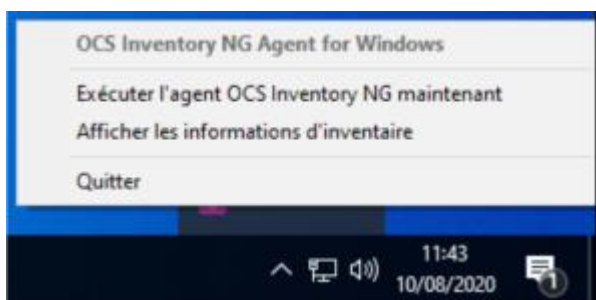 OCS Inventory NG Agent for Windows
Exécuter l'agent OCS Inventory NG maintenant
Afficher les informations d'inventaire
Quitter
11:43
10/08/2020
1